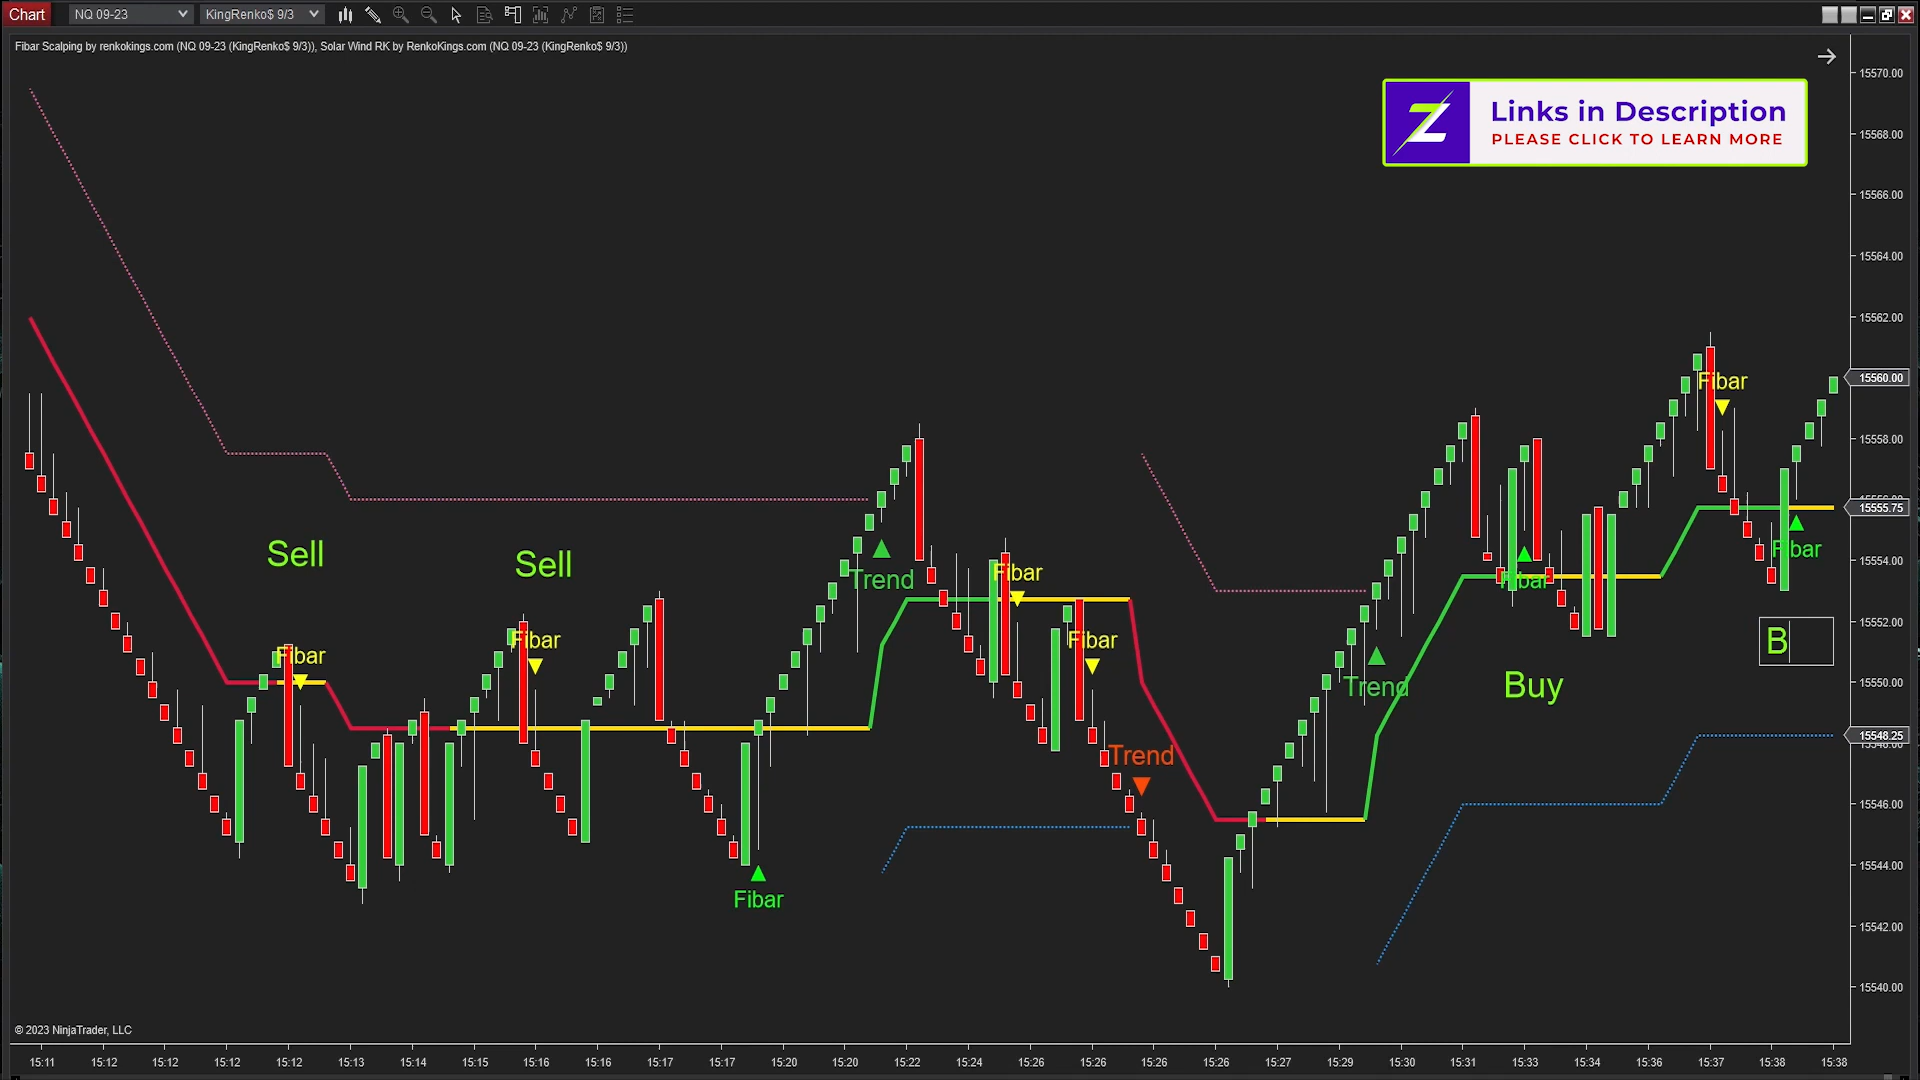 Chart NQ 09-23 KingRenko$ 9/3
Fibar Scalping by renkokings.com (NQ 09-23 (KingRenko$ 9/3)), Solar Wind RK by RenkoKings.com (NQ 09-23 (KingRenko$ 9/3))
15570.00
Links in Description
PLEASE CLICK TO LEARN MORE
15568.00
15566.00
15564.00
15562.00
15560.00
Fibar
15558.00
15555.75
Sell
Sell
Fibar
15554.00
Trend
Fibar
Fibar
15552.00
Fibar
Fibar
Fibar
B
Fibar
15550.00
Trend
Buy
15548.25
Trend
15546.00
15544.00
Fibar
15542.00
15540.00
© 2023 NinjaTrader, LLC
15:11 15:12 15:12 15:12 15:12 15:13 15:14 15:15 15:16 15:16 15:17 15:17 15:20 15:20 15:22 15:24 15:26 15:26 15:26 15:26 15:27 15:29 15:30 15:31 15:33 15:34 15:36 15:37 15:38 15:38